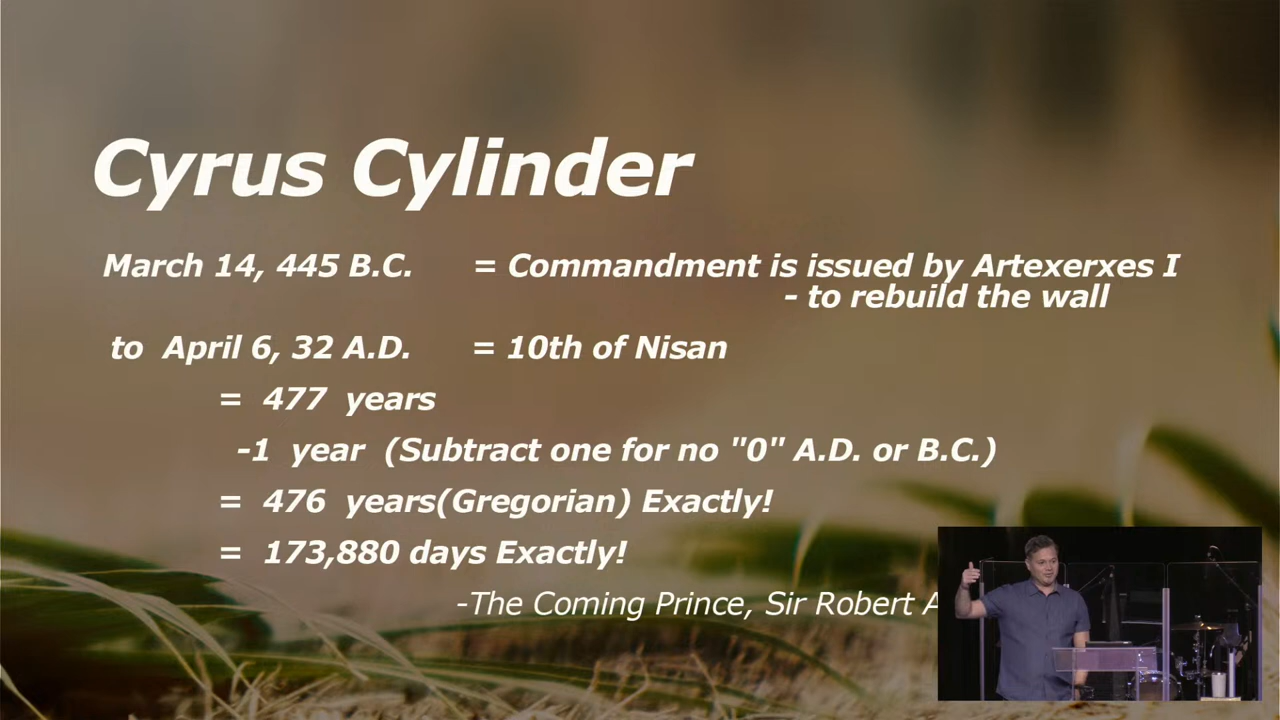 Cyrus Cylinder
March 14, 445 B.C. = Commandment is issued by Artexerxes I
- to rebuild the wall
to April 6, 32 A.D. = 10th of Nisan
= 477 years
-1 year (Subtract one for no "0" A.D. or B.C.)
= 476 years(Gregorian) Exactly!
= 173,880 days Exactly!
-The Coming Prince, Sir Robert